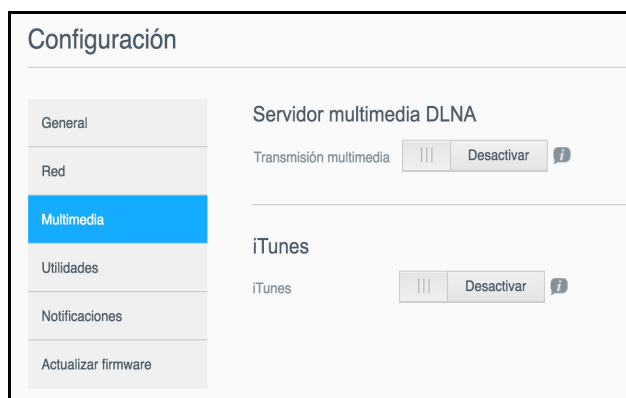 Configuración
General
Red
Multimedia
Utilidades
Notificaciones
Actualizar firmware
Servidor multimedia DLNA
Transmisión multimedia Desactivar i
iTunes
iTunes Desactivar i